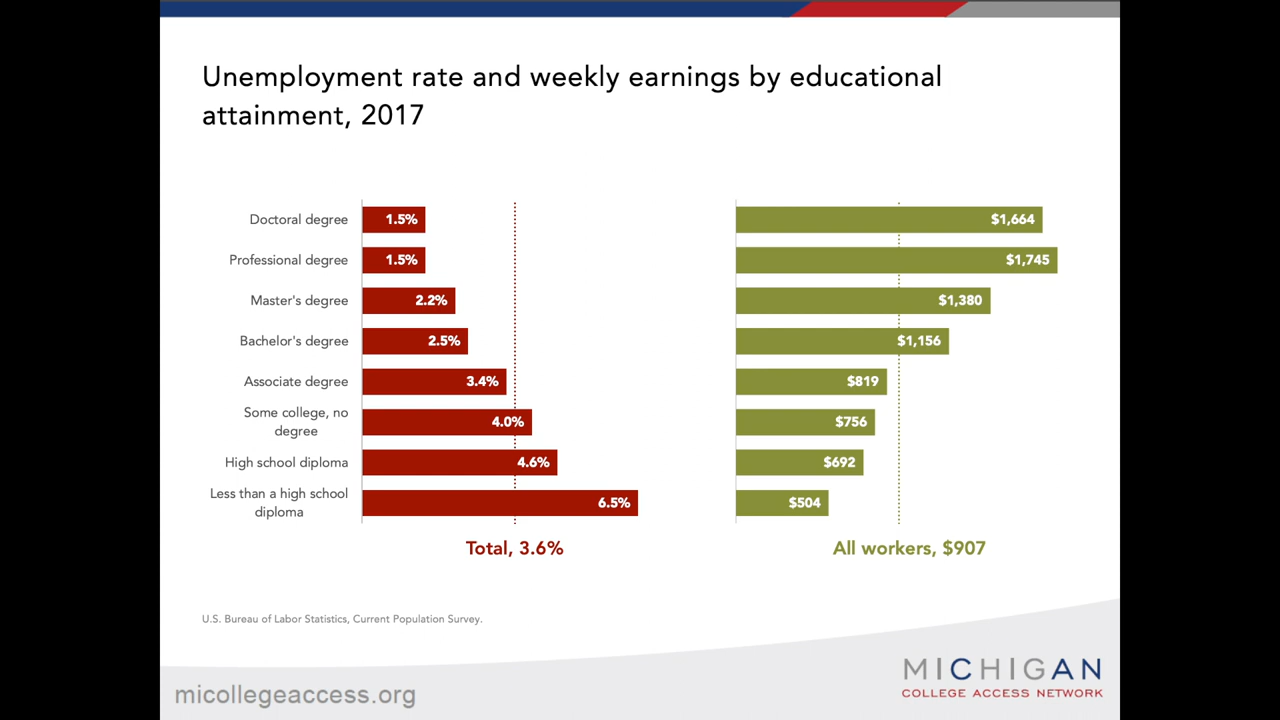 Unemployment rate and weekly earnings by educational
attainment, 2017
Doctoral degree 1.5% $1,664
Professional degree 1.5% $1,745
Master's degree 2.2% $1,380
Bachelor's degree 2.5% $1,156
Associate degree 3.4% $819
Some college, no
degree 4.0% $756
High school diploma 4.6% $692
Less than a high school
diploma 6.5% $504
Total, 3.6% All workers, $907
U.S. Bureau of Labor Statistics, Current Population Survey.
micollegeaccess.org
MICHIGAN
COLLEGE ACCESS NETWORK